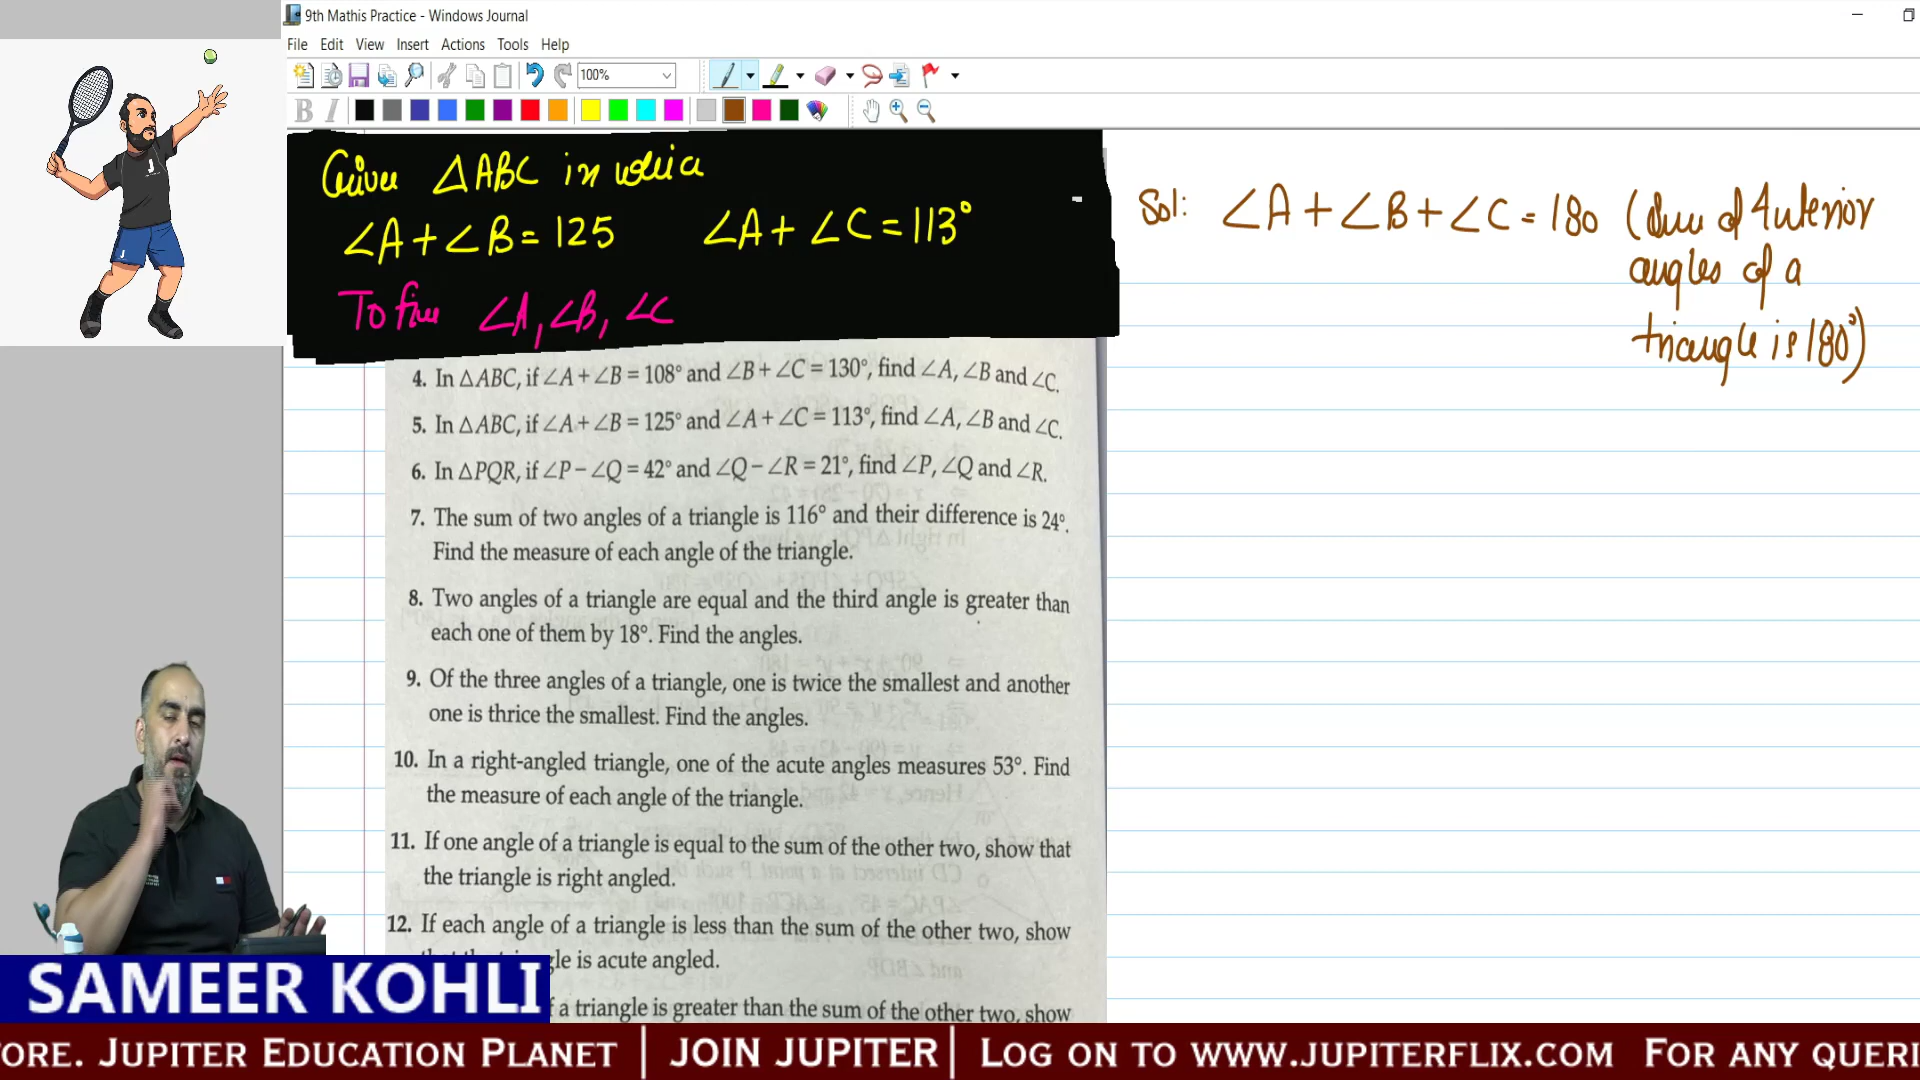 9th Mathis Practice - Windows Journal
File Edit View Insert Actions Tools Help
100%
B I
Given △ABC in which
∠A + ∠B = 125 ∠A + ∠C = 113°
To find ∠A, ∠B, ∠C
Sol: ∠A + ∠B + ∠C = 180 (Sum of Interior
angles of a
triangle is 180°)
4. In △ABC, if ∠A + ∠B = 108° and ∠B + ∠C = 130°, find ∠A, ∠B and ∠C.
5. In △ABC, if ∠A + ∠B = 125° and ∠A + ∠C = 113°, find ∠A, ∠B and ∠C.
6. In △PQR, if ∠P − ∠Q = 42° and ∠Q − ∠R = 21°, find ∠P, ∠Q and ∠R.
7. The sum of two angles of a triangle is 116° and their difference is 24°.
Find the measure of each angle of the triangle.
8. Two angles of a triangle are equal and the third angle is greater than
each one of them by 18°. Find the angles.
9. Of the three angles of a triangle, one is twice the smallest and another
one is thrice the smallest. Find the angles.
10. In a right-angled triangle, one of the acute angles measures 53°. Find
the measure of each angle of the triangle.
11. If one angle of a triangle is equal to the sum of the other two, show that
the triangle is right angled.
12. If each angle of a triangle is less than the sum of the other two, show
gle is acute angled.
f a triangle is greater than the sum of the other two, show
SAMEER KOHLI
ORE. JUPITER EDUCATION PLANET | JOIN JUPITER | LOG ON TO WWW.JUPITERFLIX.COM FOR ANY QUERI